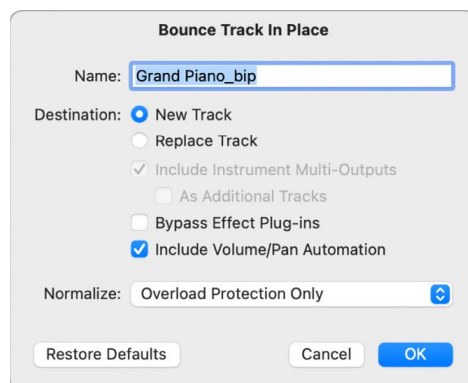 Bounce Track In Place
Name: Grand Piano_bip
Destination: New Track
Replace Track
Include Instrument Multi-Outputs
As Additional Tracks
Bypass Effect Plug-ins
Include Volume/Pan Automation
Normalize: Overload Protection Only
Restore Defaults Cancel OK